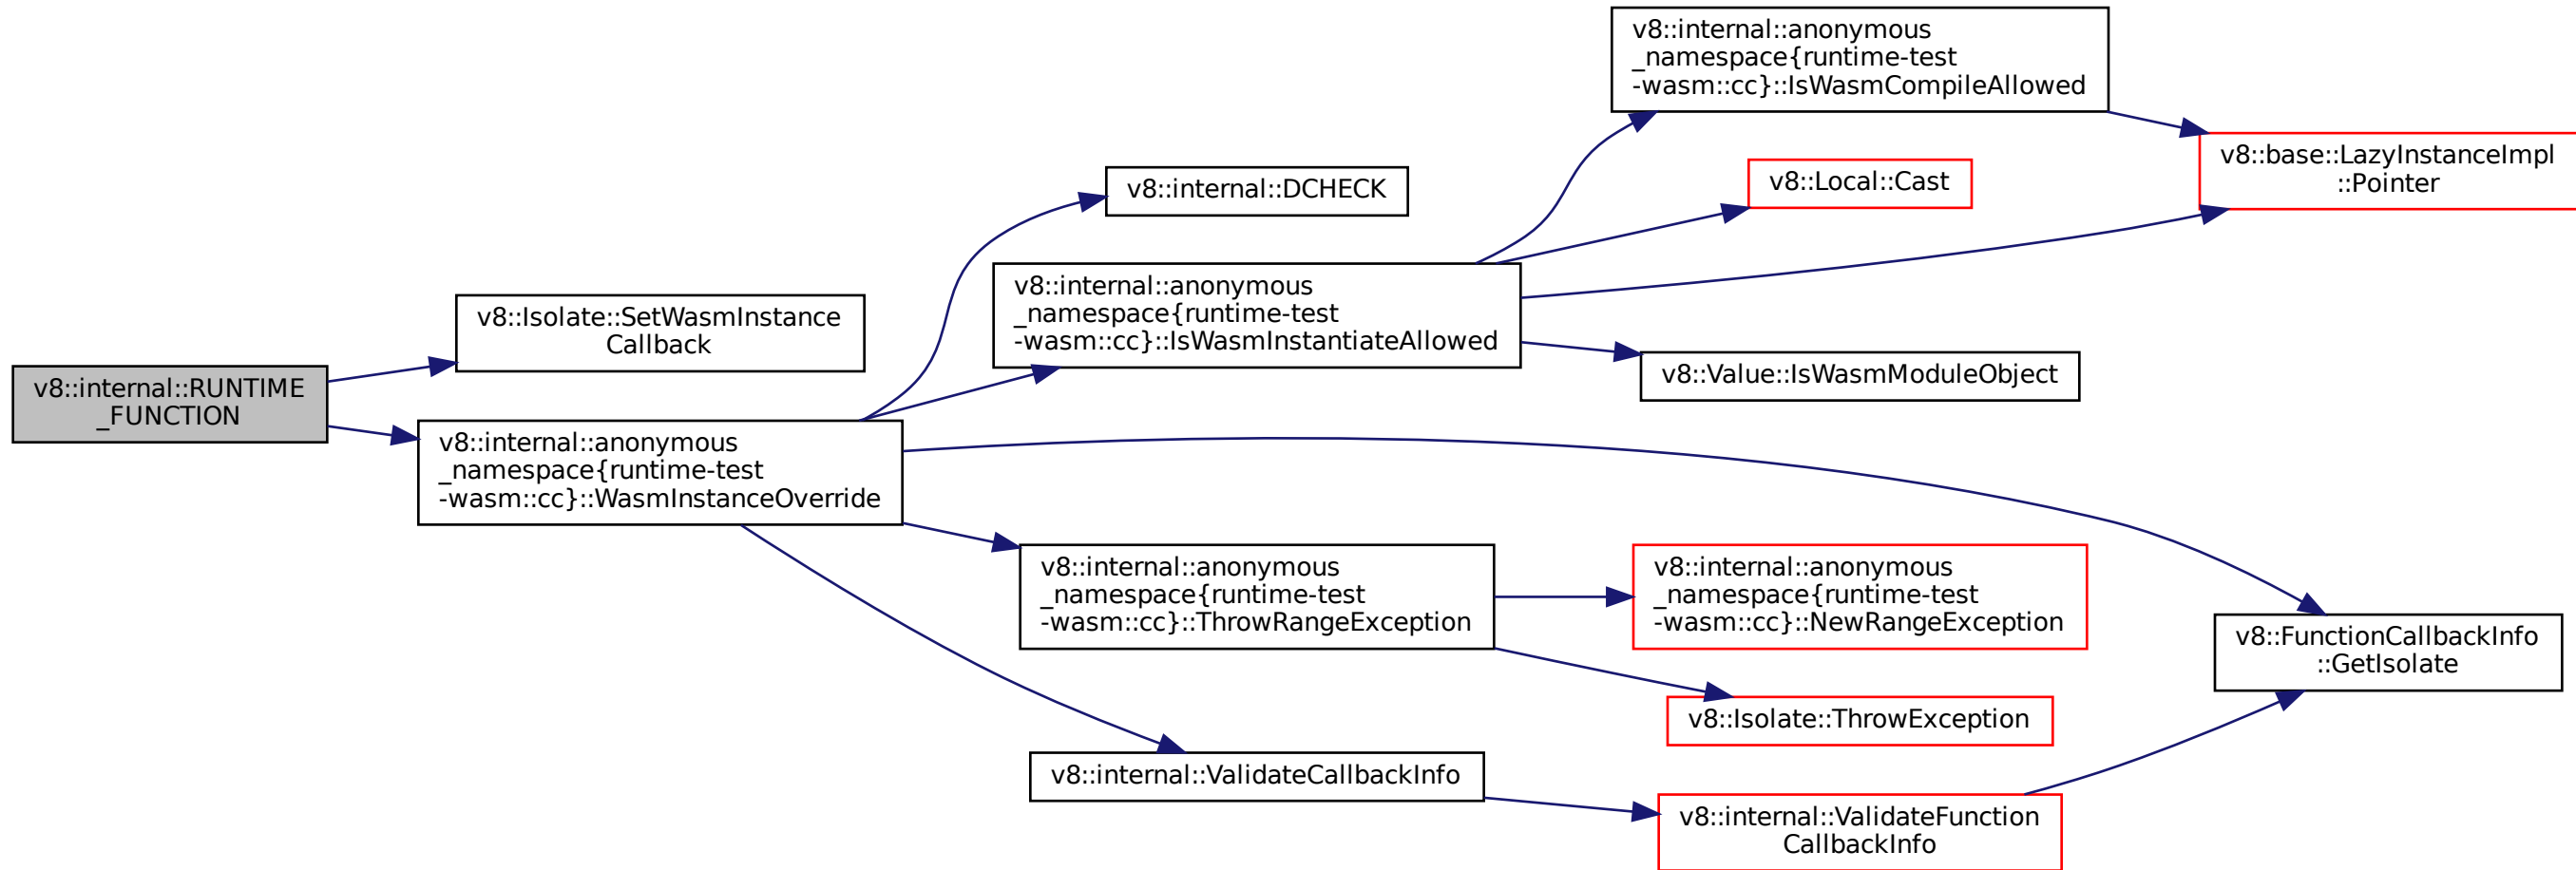 v8::internal::RUNTIME
_FUNCTION
v8::Isolate::SetWasmInstance
Callback
v8::internal::anonymous
_namespace{runtime-test
-wasm::cc}::WasmInstanceOverride
v8::internal::DCHECK
v8::internal::anonymous
_namespace{runtime-test
-wasm::cc}::IsWasmInstantiateAllowed
v8::internal::anonymous
_namespace{runtime-test
-wasm::cc}::ThrowRangeException
v8::internal::ValidateCallbackInfo
v8::internal::anonymous
_namespace{runtime-test
-wasm::cc}::IsWasmCompileAllowed
v8::Local::Cast
v8::Value::IsWasmModuleObject
v8::internal::anonymous
_namespace{runtime-test
-wasm::cc}::NewRangeException
v8::Isolate::ThrowException
v8::internal::ValidateFunction
CallbackInfo
v8::base::LazyInstanceImpl
::Pointer
v8::FunctionCallbackInfo
::GetIsolate